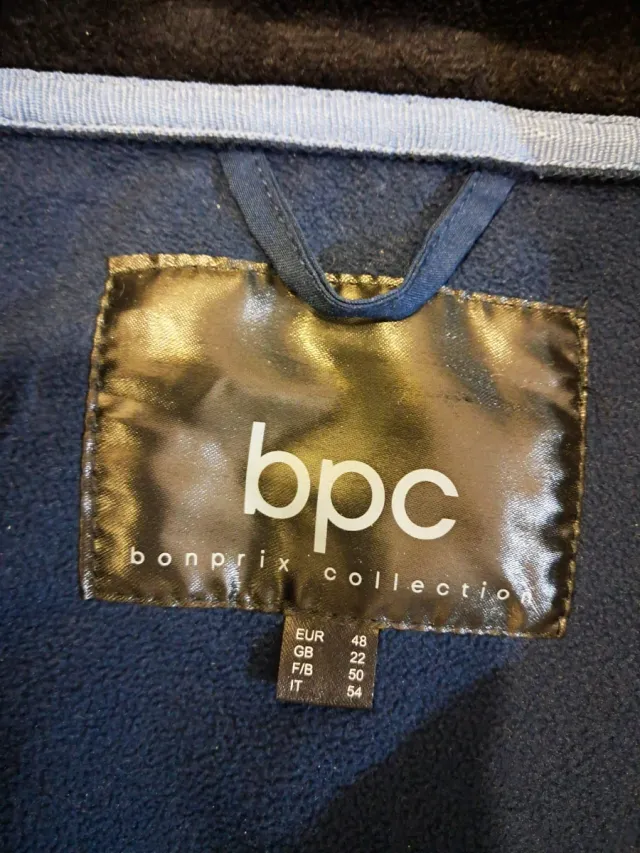 bpc
bonprix collection
EUR 48
GB 22
F/B 50
IT 54